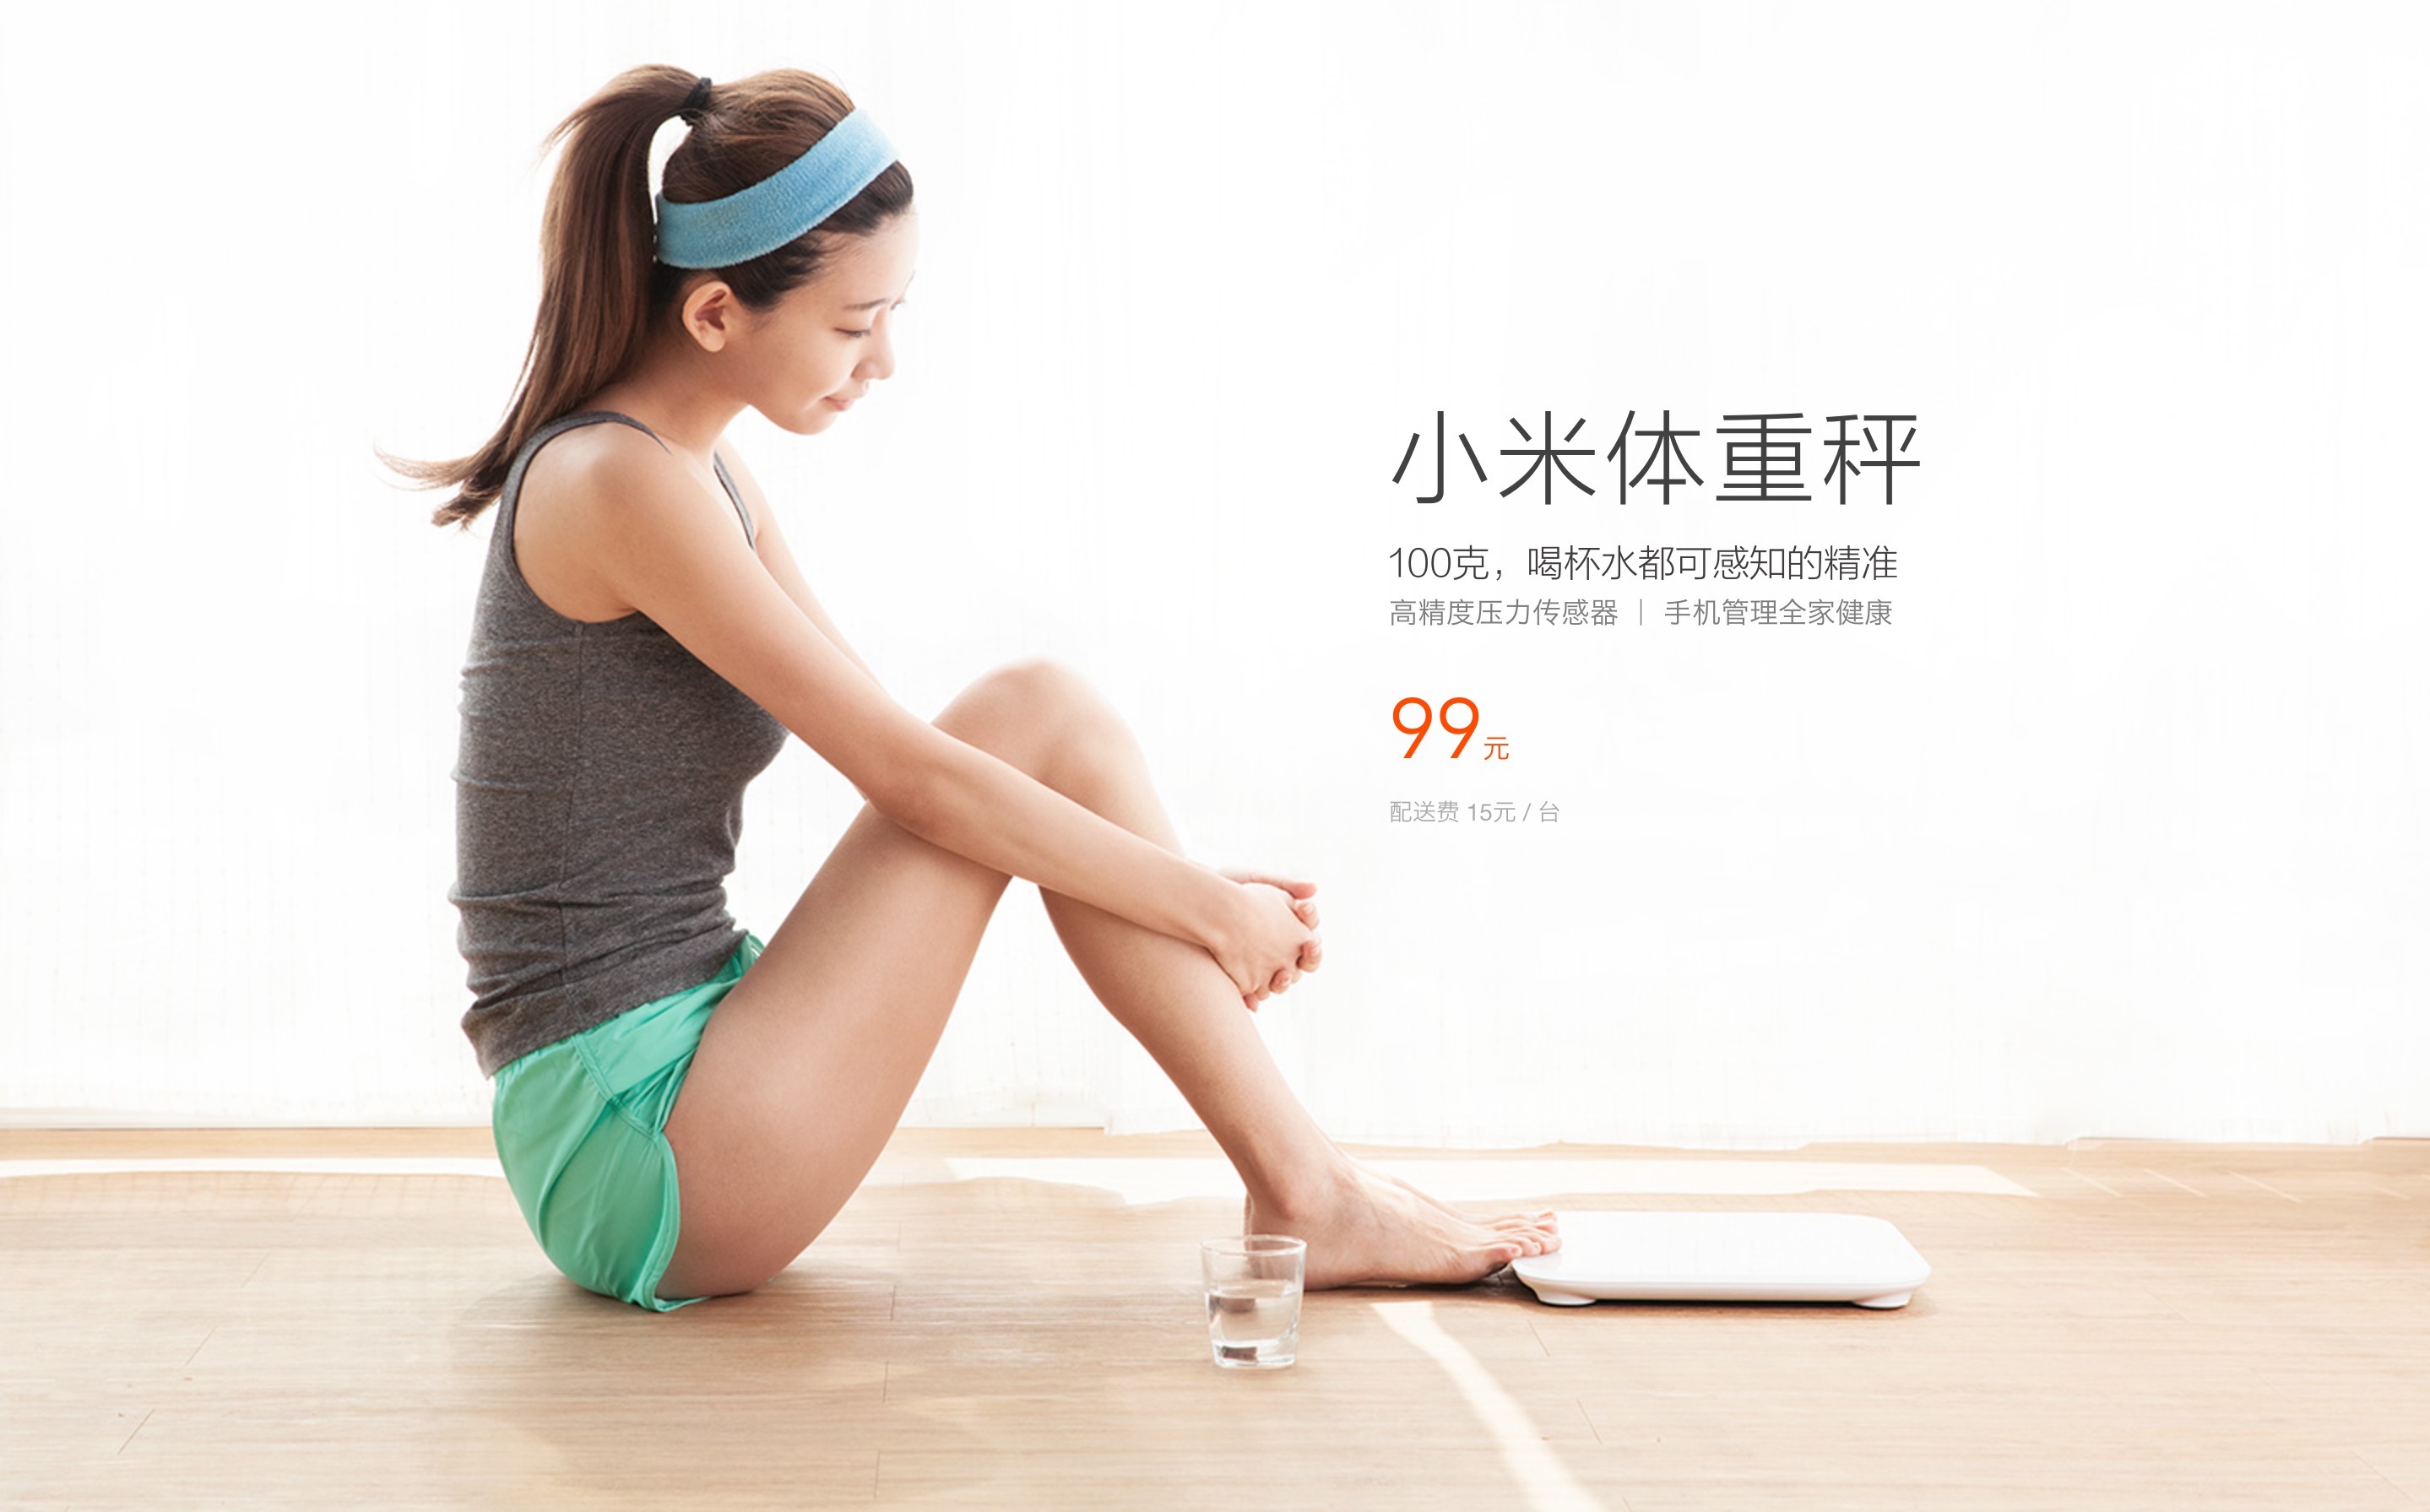 小米体重秤
100克，喝杯水都可感知的精准
高精度压力传感器 | 手机管理全家健康
99元
配送费 15元 / 台